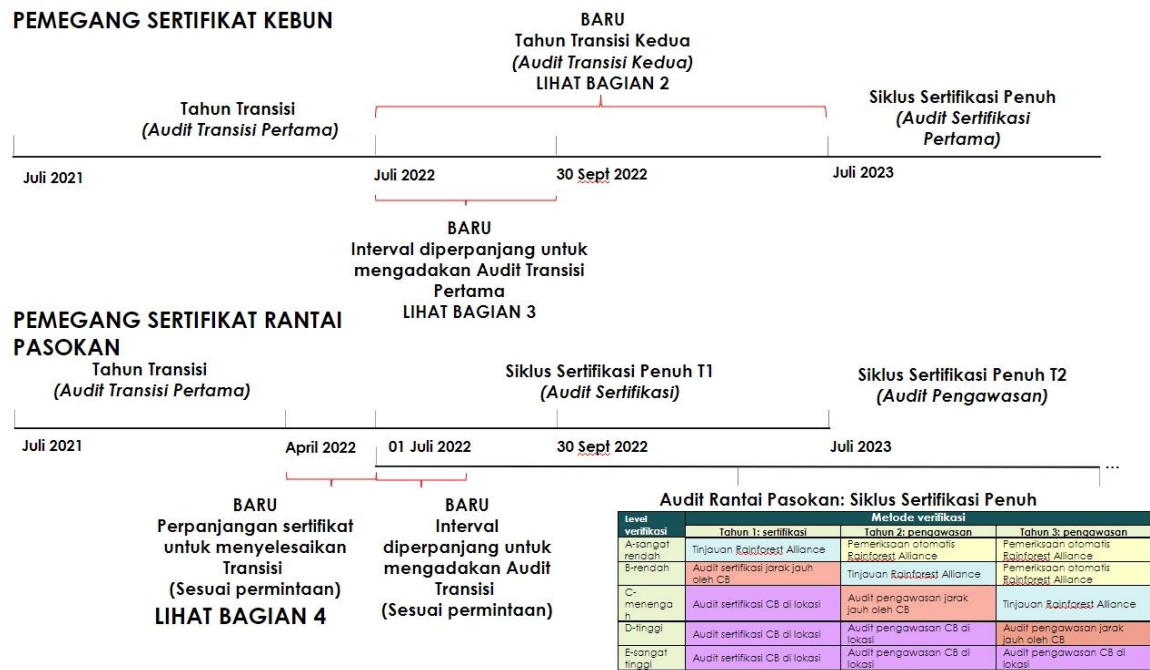 PEMEGANG SERTIFIKAT KEBUN
BARU
Tahun Transisi Kedua
(Audit Transisi Kedua)
LIHAT BAGIAN 2
Tahun Transisi
(Audit Transisi Pertama)
Siklus Sertifikasi Penuh
(Audit Sertifikasi
Pertama)
Juli 2021
Juli 2022
30 Sept 2022
Juli 2023
BARU
Interval diperpanjang untuk
mengadakan Audit Transisi
Pertama
LIHAT BAGIAN 3
PEMEGANG SERTIFIKAT RANTAI
PASOKAN
Tahun Transisi
(Audit Transisi Pertama)
Siklus Sertifikasi Penuh T1
(Audit Sertifikasi)
Siklus Sertifikasi Penuh T2
(Audit Pengawasan)
Juli 2021
April 2022
01 Juli 2022
30 Sept 2022
Juli 2023
...
BARU
Perpanjangan sertifikat
untuk menyelesaikan
Transisi
(Sesuai permintaan)
LIHAT BAGIAN 4
BARU
Interval
diperpanjang untuk
mengadakan Audit
Transisi
(Sesuai permintaan)
Audit Rantai Pasokan: Siklus Sertifikasi Penuh
Level
verifikasi
Metode verifikasi
Tahun 1: sertifikasi
Tahun 2: pengawasan
Tahun 3: pengawasan
A-sangat
rendah
Tinjauan Rainforest Alliance
Pemeriksaan otomatis
Rainforest Alliance
Pemeriksaan otomatis
Rainforest Alliance
B-rendah
Audit sertifikasi jarak jauh
oleh CB
Tinjauan Rainforest Alliance
Pemeriksaan otomatis
Rainforest Alliance
C-
menenga
h
Audit sertifikasi CB di lokasi
Audit pengawasan jarak
jauh oleh CB
Tinjauan Rainforest Alliance
D-tinggi
Audit sertifikasi CB di lokasi
Audit pengawasan CB di
lokasi
Audit pengawasan jarak
jauh oleh CB
E-sangat
tinggi
Audit sertifikasi CB di lokasi
Audit pengawasan CB di
lokasi
Audit pengawasan CB di
lokasi